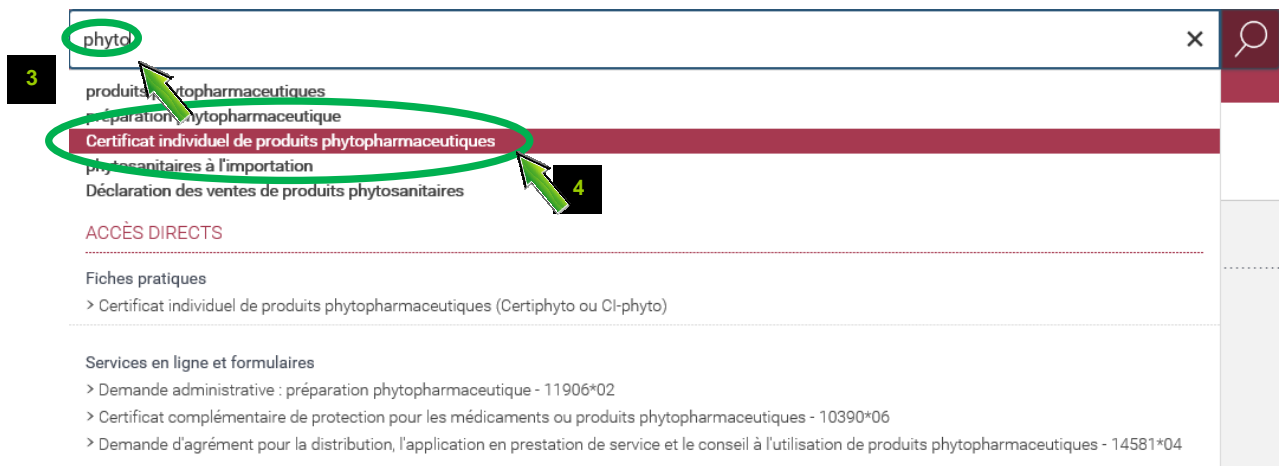 phyto
3
produits phytopharmaceutiques
préparation phytopharmaceutique
Certificat individuel de produits phytopharmaceutiques
phytosanitaires à l'importation
4
Déclaration des ventes de produits phytosanitaires
ACCÈS DIRECTS
Fiches pratiques
> Certificat individuel de produits phytopharmaceutiques (Certiphyto ou CI-phyto)
Services en ligne et formulaires
> Demande administrative : préparation phytopharmaceutique - 11906*02
> Certificat complémentaire de protection pour les médicaments ou produits phytopharmaceutiques - 10390*06
> Demande d'agrément pour la distribution, l'application en prestation de service et le conseil à l'utilisation de produits phytopharmaceutiques - 14581*04